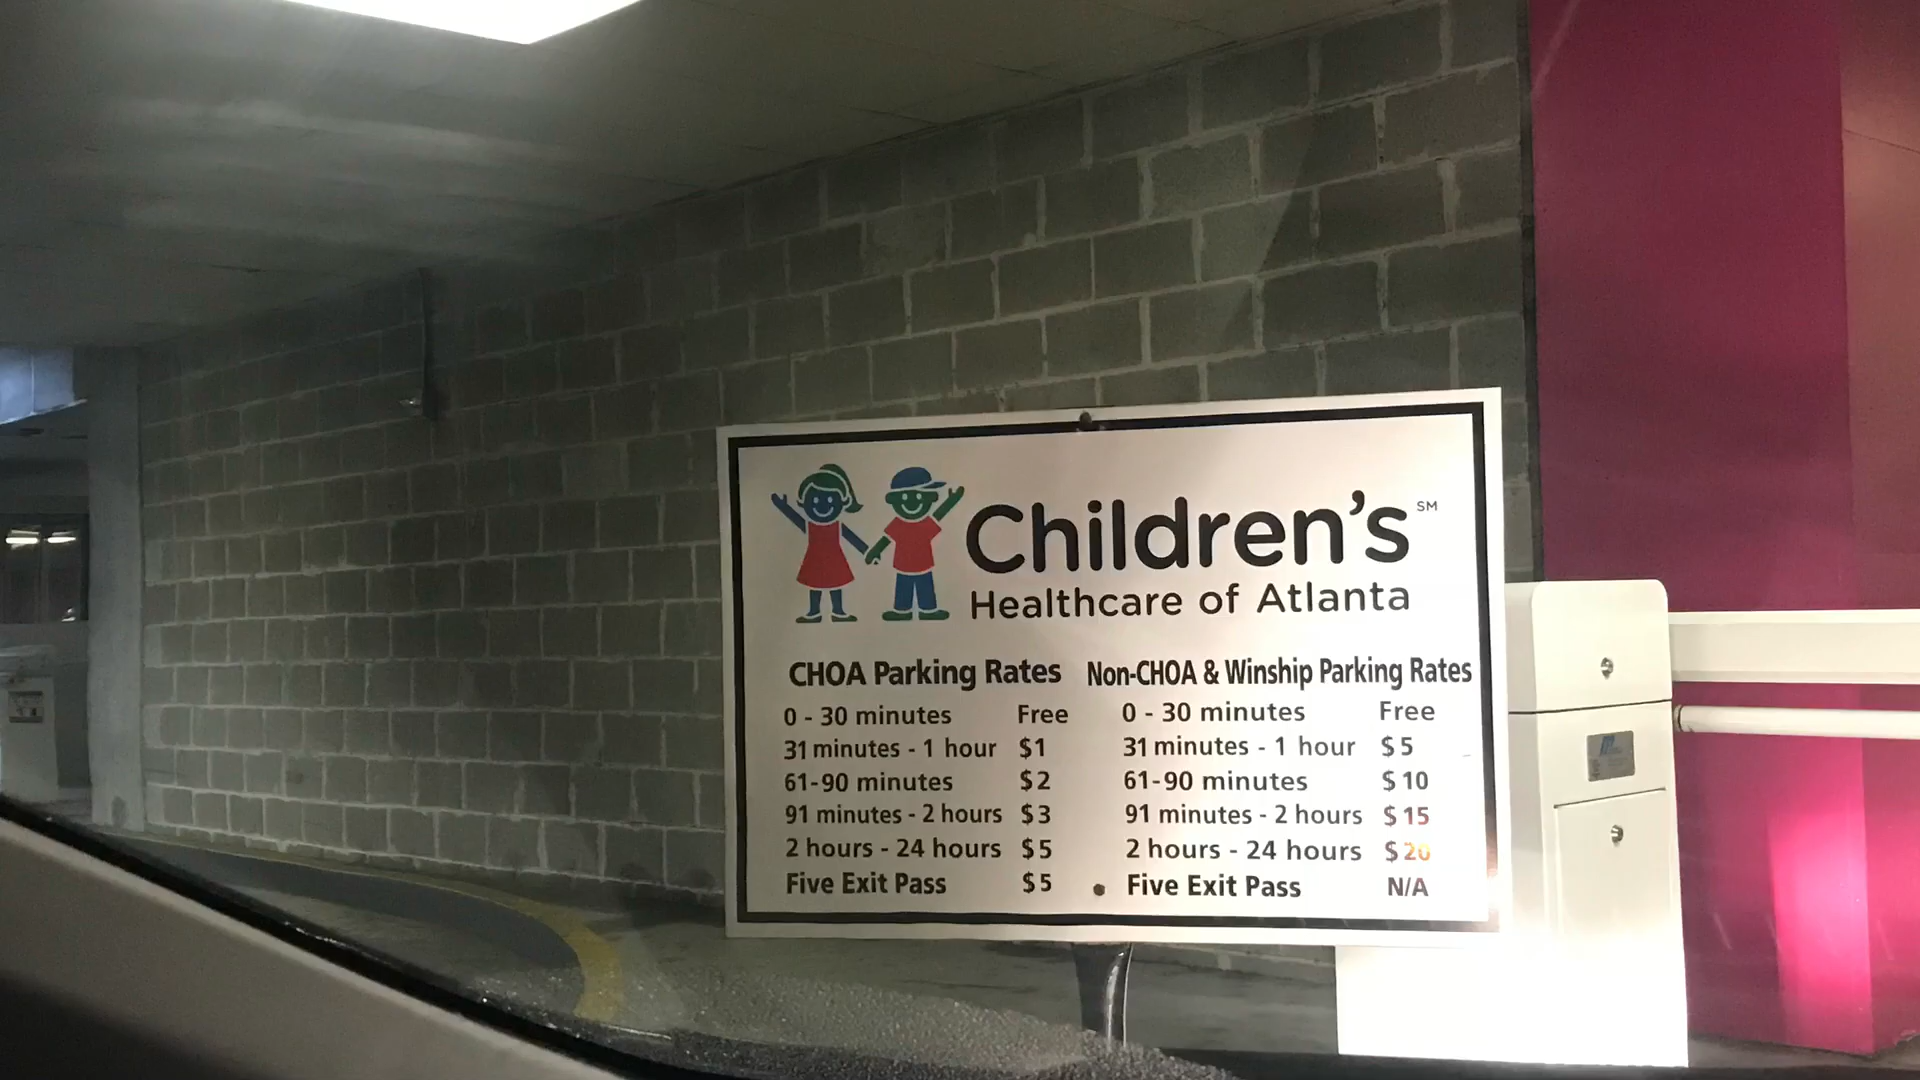 Children's SM
Healthcare of Atlanta
CHOA Parking Rates
0 - 30 minutes Free
31 minutes - 1 hour $1
61-90 minutes $2
91 minutes - 2 hours $3
2 hours - 24 hours $5
Five Exit Pass $5
Non-CHOA & Winship Parking Rates
0 - 30 minutes Free
31 minutes - 1 hour $5
61-90 minutes $10
91 minutes - 2 hours $15
2 hours - 24 hours $20
Five Exit Pass N/A